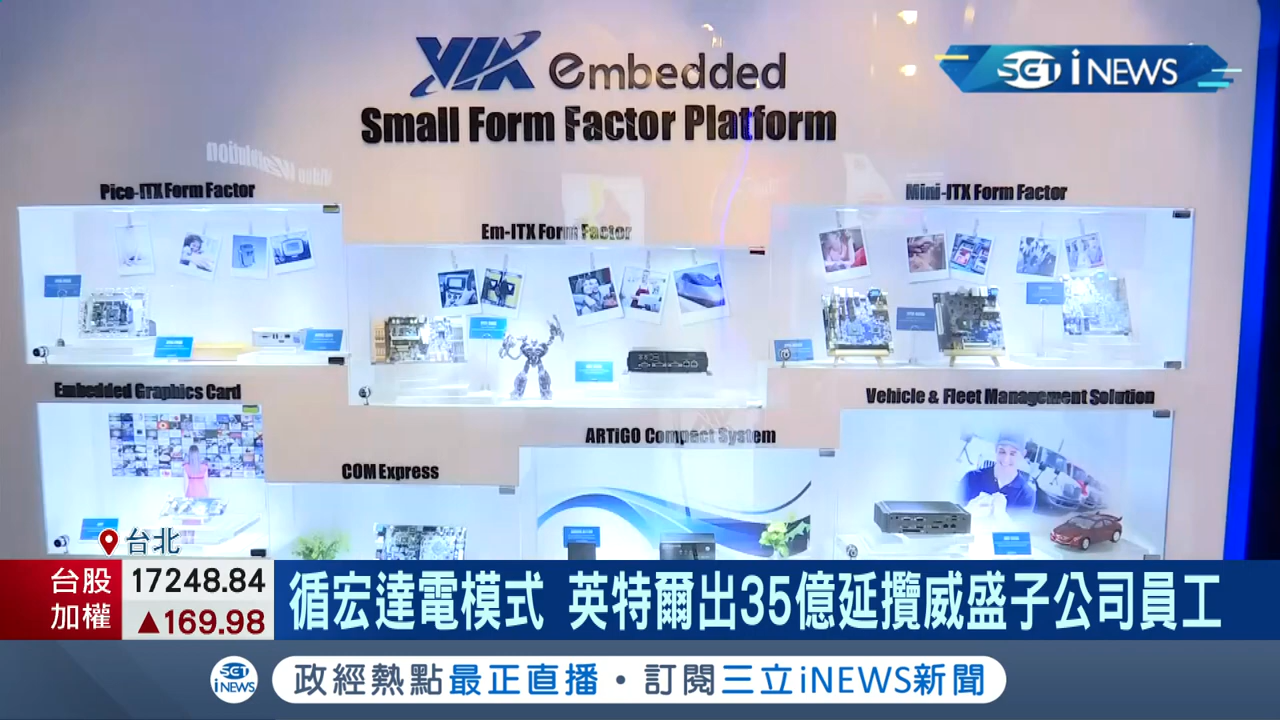 VIA embedded
Small Form Factor Platform
SET iNEWS
Pico-ITX Form Factor
Em-ITX Form Factor
Mini-ITX Form Factor
Embedded Graphics Card
COM Express
ARTiGO Compact System
Vehicle & Fleet Management Solution
台北
台股加權
17248.84
▲169.98
循宏達電模式 英特爾出35億延攬威盛子公司員工
SET iNEWS
政經熱點最正直播・訂閱三立iNEWS新聞